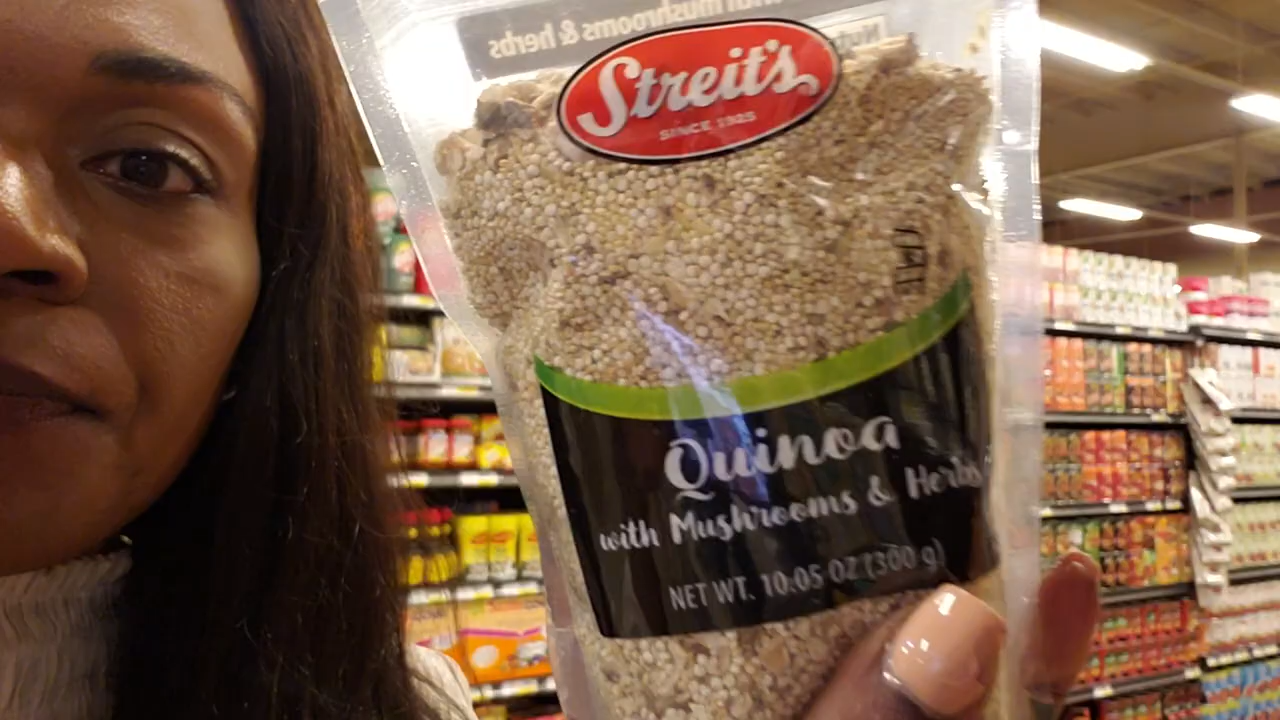 with mushrooms & herbs
Streit's
SINCE 1925
Quinoa
with Mushrooms & Herbs
NET WT. 10.05 OZ (300 g)